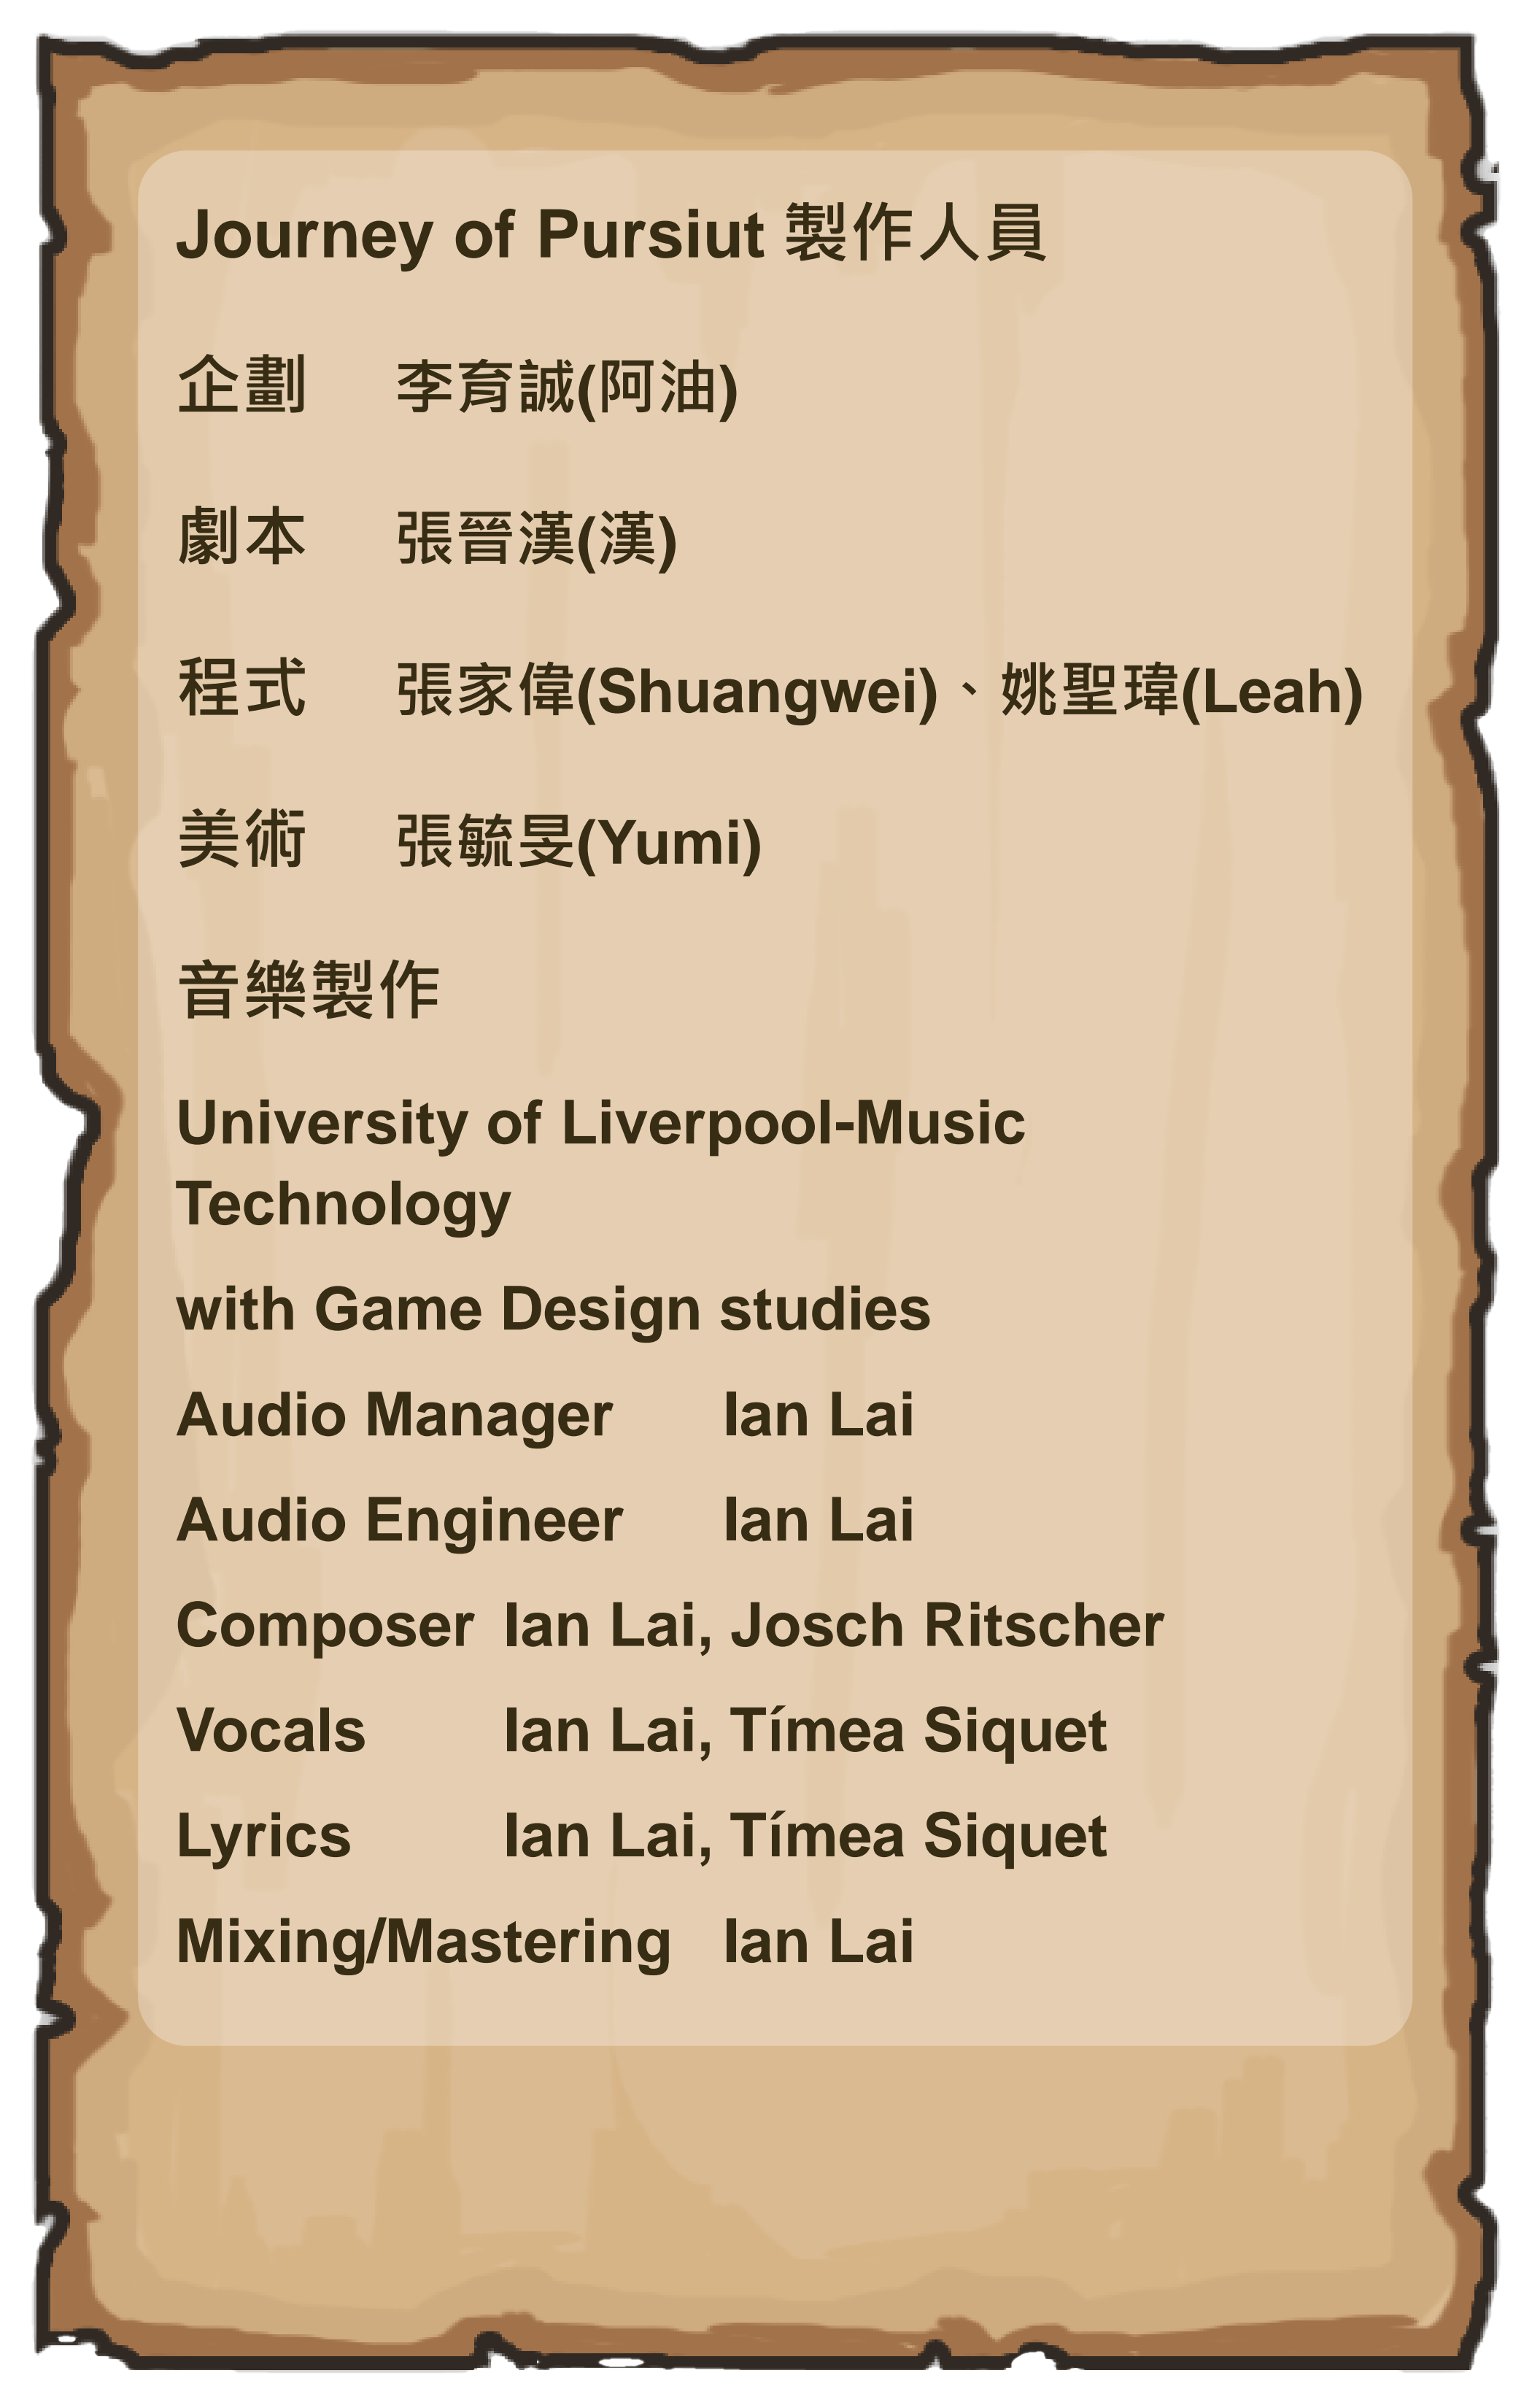 Journey of Pursiut 製作人員
企劃 李育誠(阿油)
劇本 張晉漢(漢)
程式 張家偉(Shuangwei)、姚聖瑋(Leah)
美術 張毓旻(Yumi)
音樂製作
University of Liverpool-Music
Technology
with Game Design studies
Audio Manager Ian Lai
Audio Engineer Ian Lai
Composer Ian Lai, Josch Ritscher
Vocals Ian Lai, Tímea Siquet
Lyrics Ian Lai, Tímea Siquet
Mixing/Mastering Ian Lai